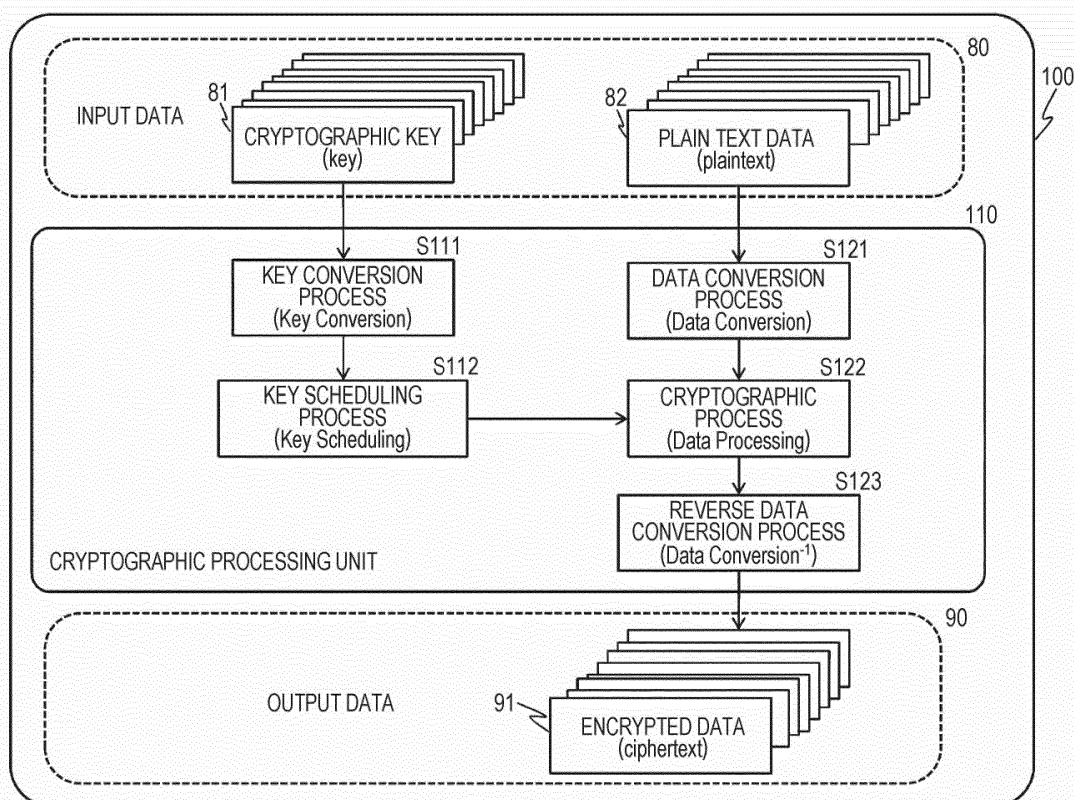 80
100
81
82
INPUT DATA
CRYPTOGRAPHIC KEY
(key)
PLAIN TEXT DATA
(plaintext)
110
S111
KEY CONVERSION
PROCESS
(Key Conversion)
S121
DATA CONVERSION
PROCESS
(Data Conversion)
S112
KEY SCHEDULING
PROCESS
(Key Scheduling)
S122
CRYPTOGRAPHIC
PROCESS
(Data Processing)
S123
REVERSE DATA
CONVERSION PROCESS
(Data Conversion⁻¹)
CRYPTOGRAPHIC PROCESSING UNIT
90
OUTPUT DATA
91
ENCRYPTED DATA
(ciphertext)